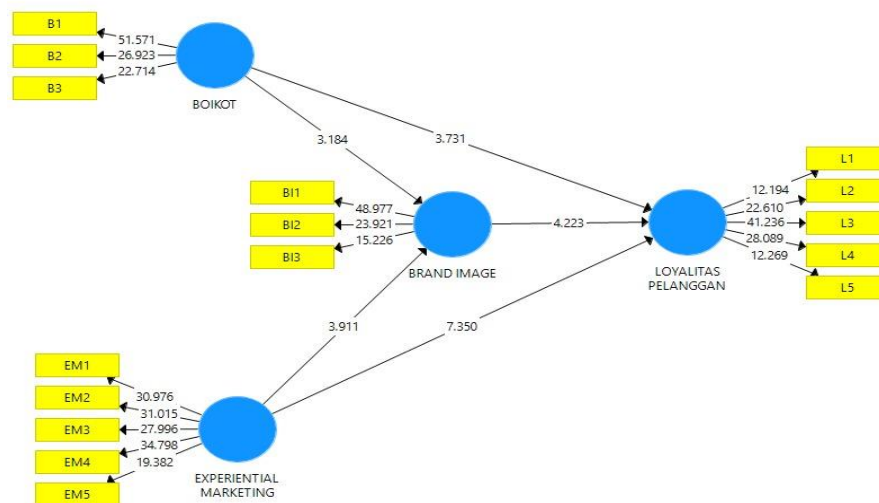 B1
51.571
B2
26.923
B3
22.714
BOIKOT
3.184
3.731
BI1
48.977
BI2
23.921
BI3
15.226
BRAND IMAGE
4.223
L1
12.194
L2
22.610
L3
41.236
L4
28.089
L5
12.269
LOYALITAS
PELANGGAN
3.911
7.350
EM1
30.976
EM2
31.015
EM3
27.996
EM4
34.798
EM5
19.382
EXPERIENTIAL
MARKETING